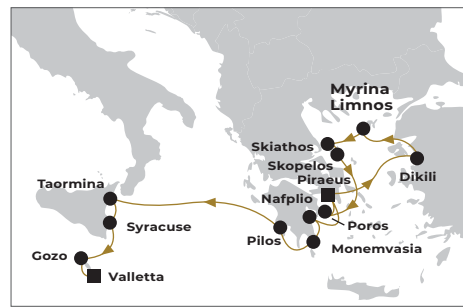 Myrina
Limnos
Skiathos
Skopelos
Piraeus
Dikili
Taormina
Nafplio
Poros
Syracuse
Pilos
Monemvasia
Gozo
Valletta